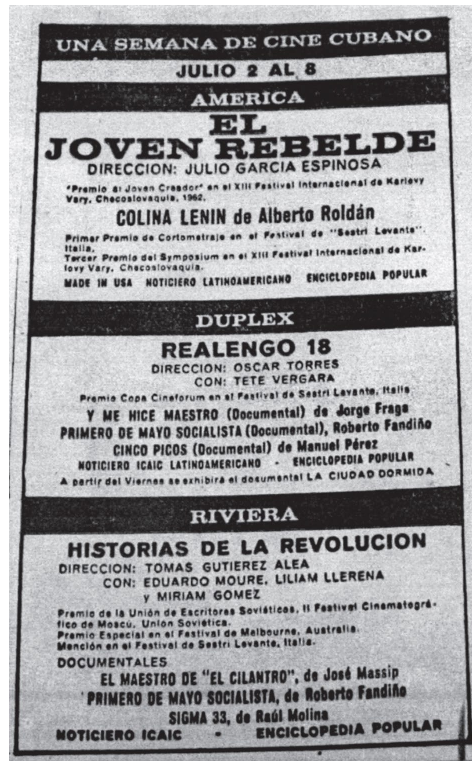 UNA SEMANA DE CINE CUBANO
JULIO 2 AL 8
AMERICA
EL
JOVEN REBELDE
DIRECCION: JULIO GARCIA ESPINOSA
"Premio al Joven Creador" en el XIII Festival Internacional de Karlovy
Vary, Checoslovaquia, 1962.
COLINA LENIN de Alberto Roldán
Primer Premio de Cortometraje en el Festival de "Sestri Levante".
Italia.
Tercer Premio del Symposium en el XIII Festival Internacional de Kar-
lovy Vary, Checoslovaquia.
MADE IN USA NOTICIERO LATINOAMERICANO ENCICLOPEDIA POPULAR
DUPLEX
REALENGO 18
DIRECCION: OSCAR TORRES
CON: TETE VERGARA
Premio Copa Cineforum en el Festival de Sestri Levante, Italia
Y ME HICE MAESTRO (Documental) de Jorge Fraga
PRIMERO DE MAYO SOCIALISTA (Documental), Roberto Fandiño
CINCO PICOS (Documental) de Manuel Pérez
NOTICIERO ICAIC LATINOAMERICANO - ENCICLOPEDIA POPULAR
A partir del Viernes se exhibirá el documental LA CIUDAD DORMIDA
RIVIERA
HISTORIAS DE LA REVOLUCION
DIRECCION: TOMAS GUTIEREZ ALEA
CON: EDUARDO MOURE, LILIAM LLERENA
y MIRIAM GOMEZ
Premio de la Unión de Escritores Soviéticos, II Festival Cinematográ-
fico de Moscú, Unión Soviética.
Premio Especial en el Festival de Melbourne, Australia.
Mención en el Festival de Sestri Levante, Italia.
DOCUMENTALES
EL MAESTRO DE "EL CILANTRO", de José Massip
PRIMERO DE MAYO SOCIALISTA, de Roberto Fandiño
SIGMA 33, de Raúl Molina
NOTICIERO ICAIC - ENCICLOPEDIA POPULAR